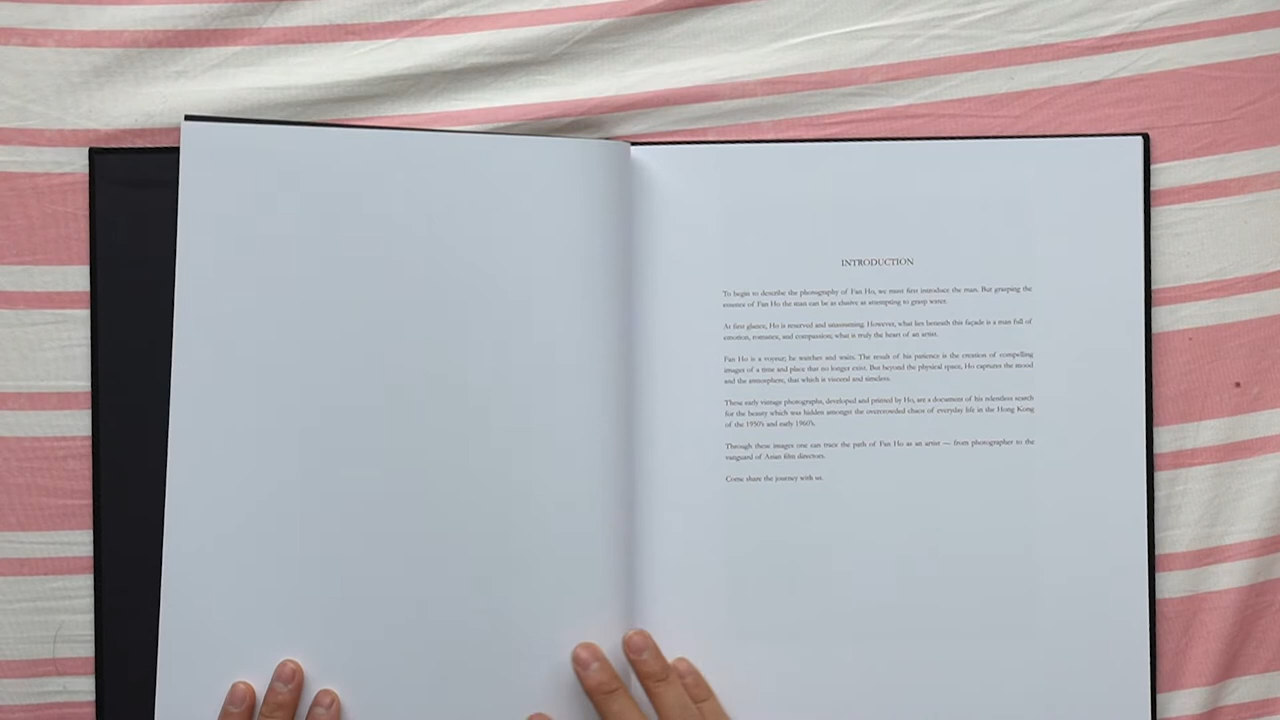 INTRODUCTION
To begin to describe the photography of Fan Ho, we must first introduce the man. But grasping the
essence of Fan Ho the man can be as elusive as attempting to grasp water.
At first glance, Ho is reserved and unassuming. However, what lies beneath this façade is a man full of
emotion, romance, and compassion; what is truly the heart of an artist.
Fan Ho is a voyeur; he watches and waits. The result of his patience is the creation of compelling
images of a time and place that no longer exist. But beyond the physical space, Ho captures the mood
and the atmosphere, that which is visceral and timeless.
These early vintage photographs, developed and printed by Ho, are a document of his relentless search
for the beauty which was hidden amongst the overcrowded chaos of everyday life in the Hong Kong
of the 1950's and early 1960's.
Through these images one can trace the path of Fan Ho as an artist — from photographer to the
vanguard of Asian film directors.
Come share the journey with us.